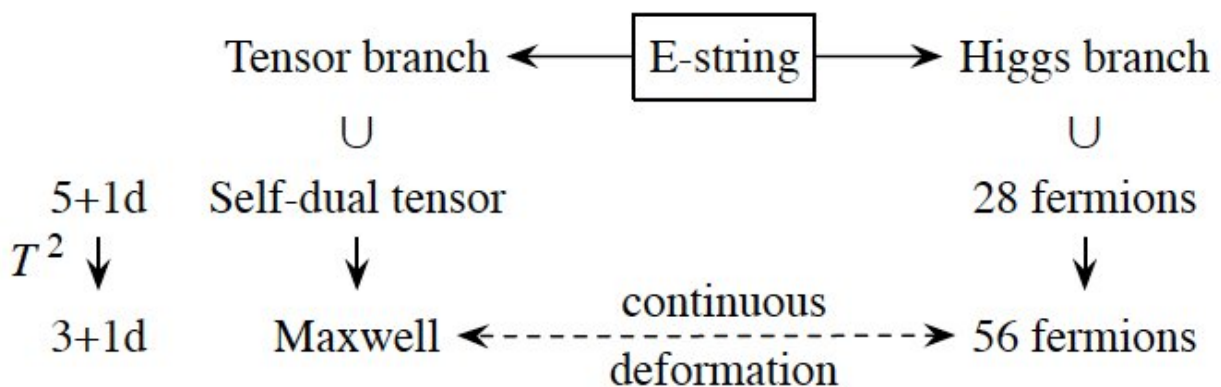 Tensor branch E-string Higgs branch
∪ ∪
5+1d Self-dual tensor 28 fermions
T 2
continuous
3+1d Maxwell 56 fermions
deformation